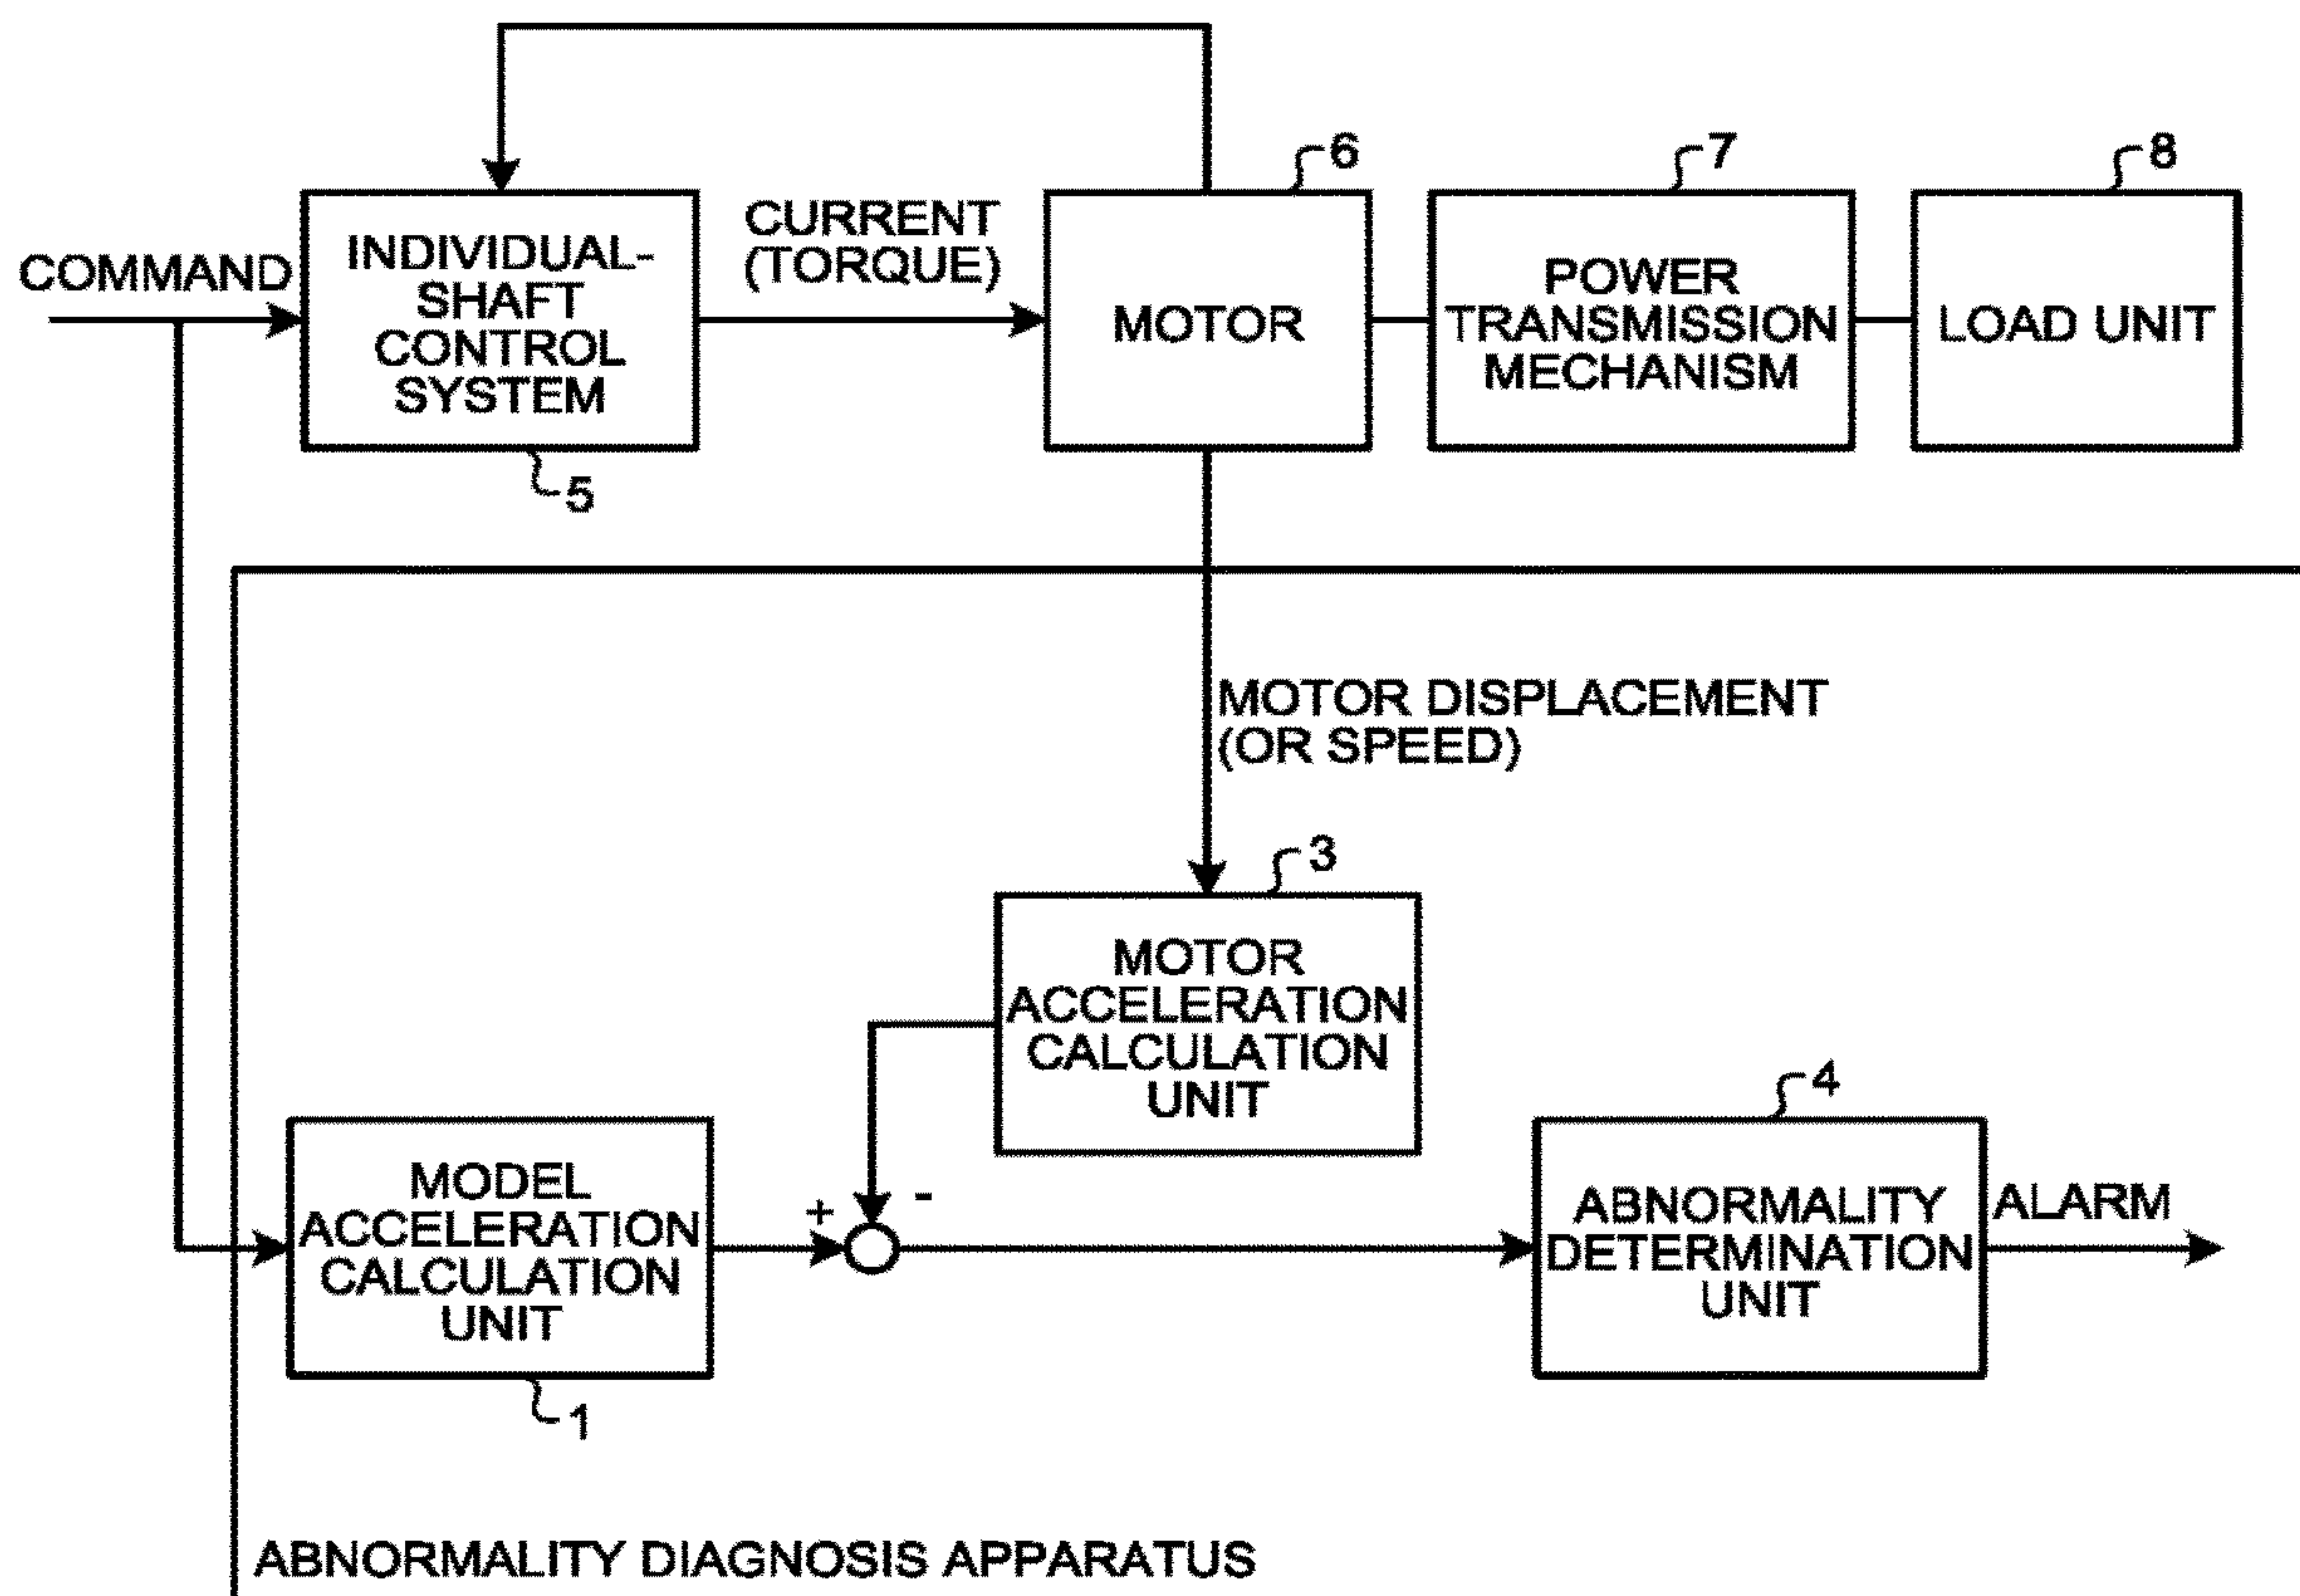 6
7
8
COMMAND
INDIVIDUAL-
SHAFT
CONTROL
SYSTEM
CURRENT
(TORQUE)
MOTOR
POWER
TRANSMISSION
MECHANISM
LOAD UNIT
5
MOTOR DISPLACEMENT
(OR SPEED)
3
MOTOR
ACCELERATION
CALCULATION
UNIT
4
MODEL
ACCELERATION
CALCULATION
UNIT
+
-
ABNORMALITY
DETERMINATION
UNIT
ALARM
1
ABNORMALITY DIAGNOSIS APPARATUS